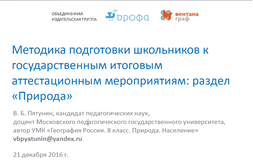 ОБЪЕДИНЕННАЯ
ИЗДАТЕЛЬСКАЯ ГРУППА
дрофа
вентана
граф
Методика подготовки школьников к
государственным итоговым
аттестационным мероприятиям: раздел
«Природа»
В. Б. Пятунин, кандидат педагогических наук,
доцент Московского педагогического государственного университета,
автор УМК «География России. 8 класс. Природа. Население»
vbpyatunin@yandex.ru
21 декабря 2016 г.